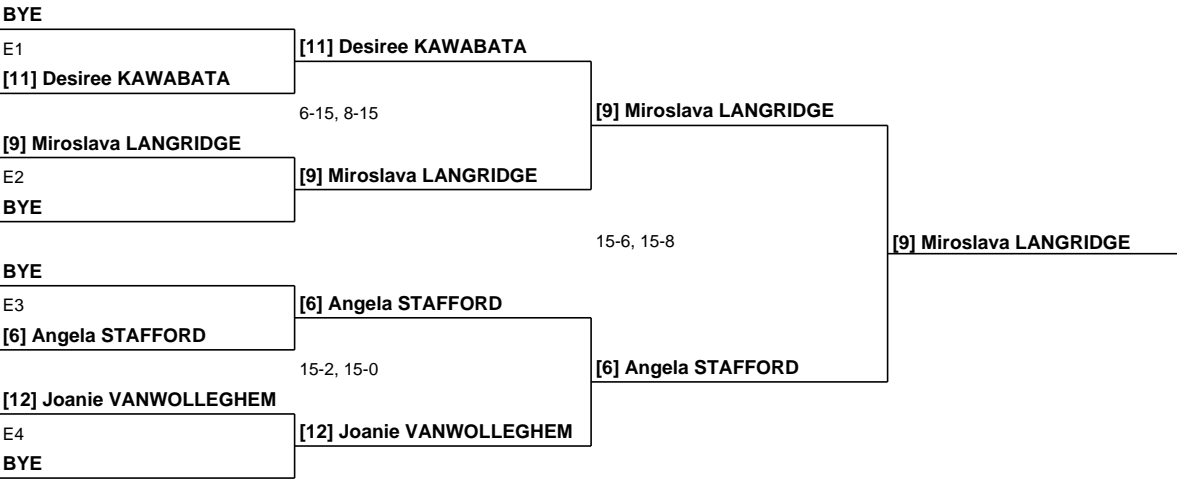 BYE
E1
[11] Desiree KAWABATA
[11] Desiree KAWABATA
6-15, 8-15
[9] Miroslava LANGRIDGE
[9] Miroslava LANGRIDGE
E2
[9] Miroslava LANGRIDGE
BYE
15-6, 15-8
[9] Miroslava LANGRIDGE
BYE
E3
[6] Angela STAFFORD
[6] Angela STAFFORD
15-2, 15-0
[6] Angela STAFFORD
[12] Joanie VANWOLLEGHEM
E4
[12] Joanie VANWOLLEGHEM
BYE